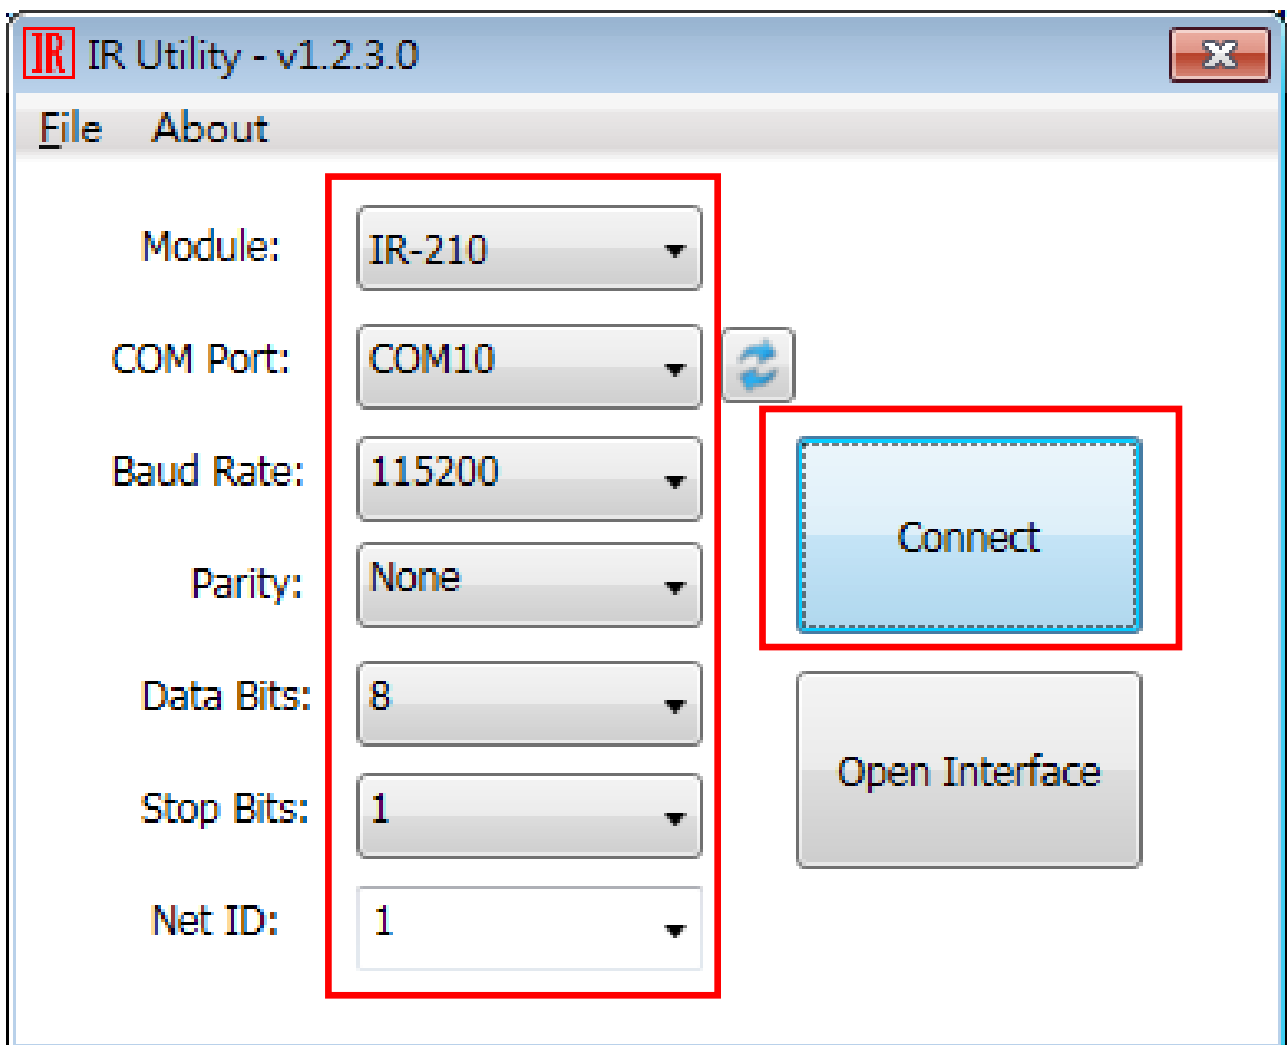 IR IR Utility - v1.2.3.0
File About
Module: IR-210
COM Port: COM10
Baud Rate: 115200
Connect
Parity: None
Data Bits: 8
Open Interface
Stop Bits: 1
Net ID: 1